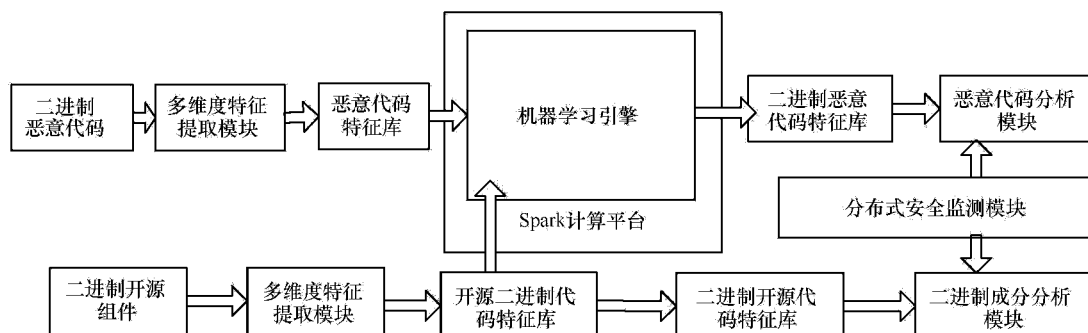 二进制
恶意代码
多维度特征
提取模块
恶意代码
特征库
机器学习引擎
Spark计算平台
二进制恶意
代码特征库
恶意代码分析
模块
分布式安全监测模块
二进制开源
组件
多维度特征
提取模块
开源二进制代
码特征库
二进制开源代
码特征库
二进制成分分析
模块